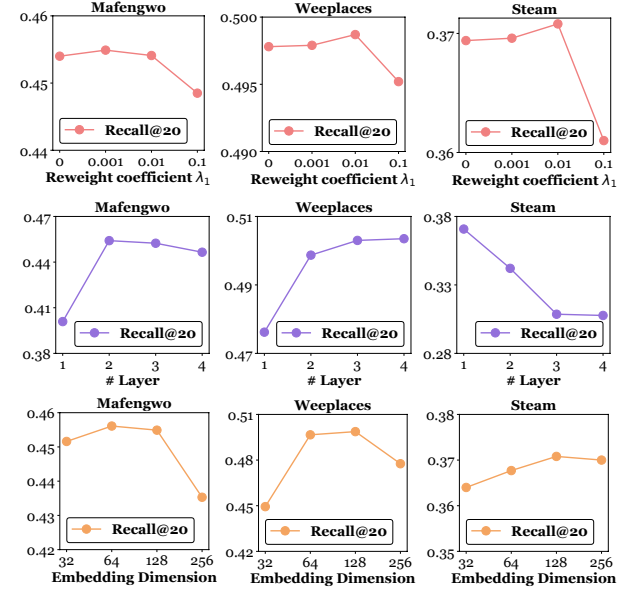 Mafengwo
0.46
0.45
0.44
Recall@20
0 0.001 0.01 0.1
Reweight coefficient λ₁
Weeplaces
0.500
0.495
0.490
Recall@20
0 0.001 0.01 0.1
Reweight coefficient λ₁
Steam
0.37
0.36
Recall@20
0 0.001 0.01 0.1
Reweight coefficient λ₁
Mafengwo
0.47
0.44
0.41
0.38
Recall@20
1 2 3 4
# Layer
Weeplaces
0.51
0.49
0.47
Recall@20
1 2 3 4
# Layer
Steam
0.38
0.33
0.28
Recall@20
1 2 3 4
# Layer
Mafengwo
0.46
0.45
0.44
0.43
0.42
Recall@20
32 64 128 256
Embedding Dimension
Weeplaces
0.51
0.48
0.45
0.42
Recall@20
32 64 128 256
Embedding Dimension
Steam
0.38
0.37
0.36
0.35
Recall@20
32 64 128 256
Embedding Dimension